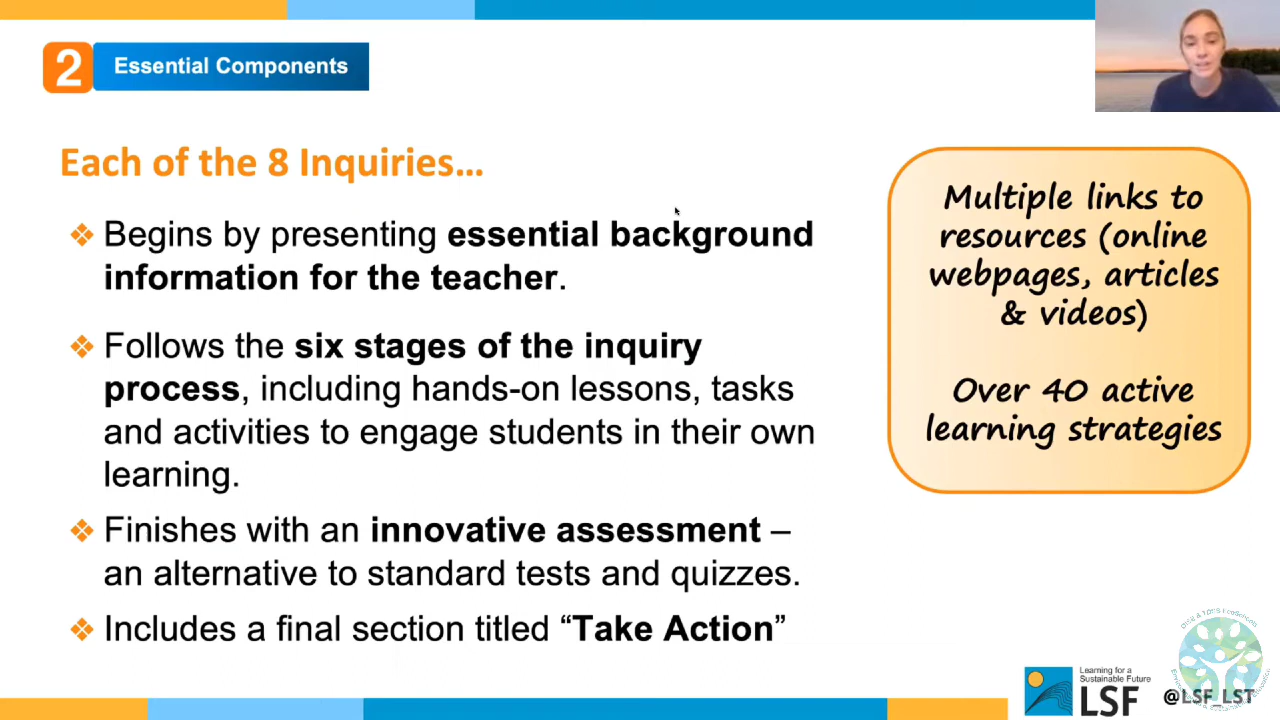 2 Essential Components
Each of the 8 Inquiries...
Begins by presenting essential background
information for the teacher.
Follows the six stages of the inquiry
process, including hands-on lessons, tasks
and activities to engage students in their own
learning.
Finishes with an innovative assessment –
an alternative to standard tests and quizzes.
Includes a final section titled “Take Action”
Multiple links to
resources (online
webpages, articles
& videos)
Over 40 active
learning strategies
Learning for a
Sustainable Future
LSF
@LSF_LST